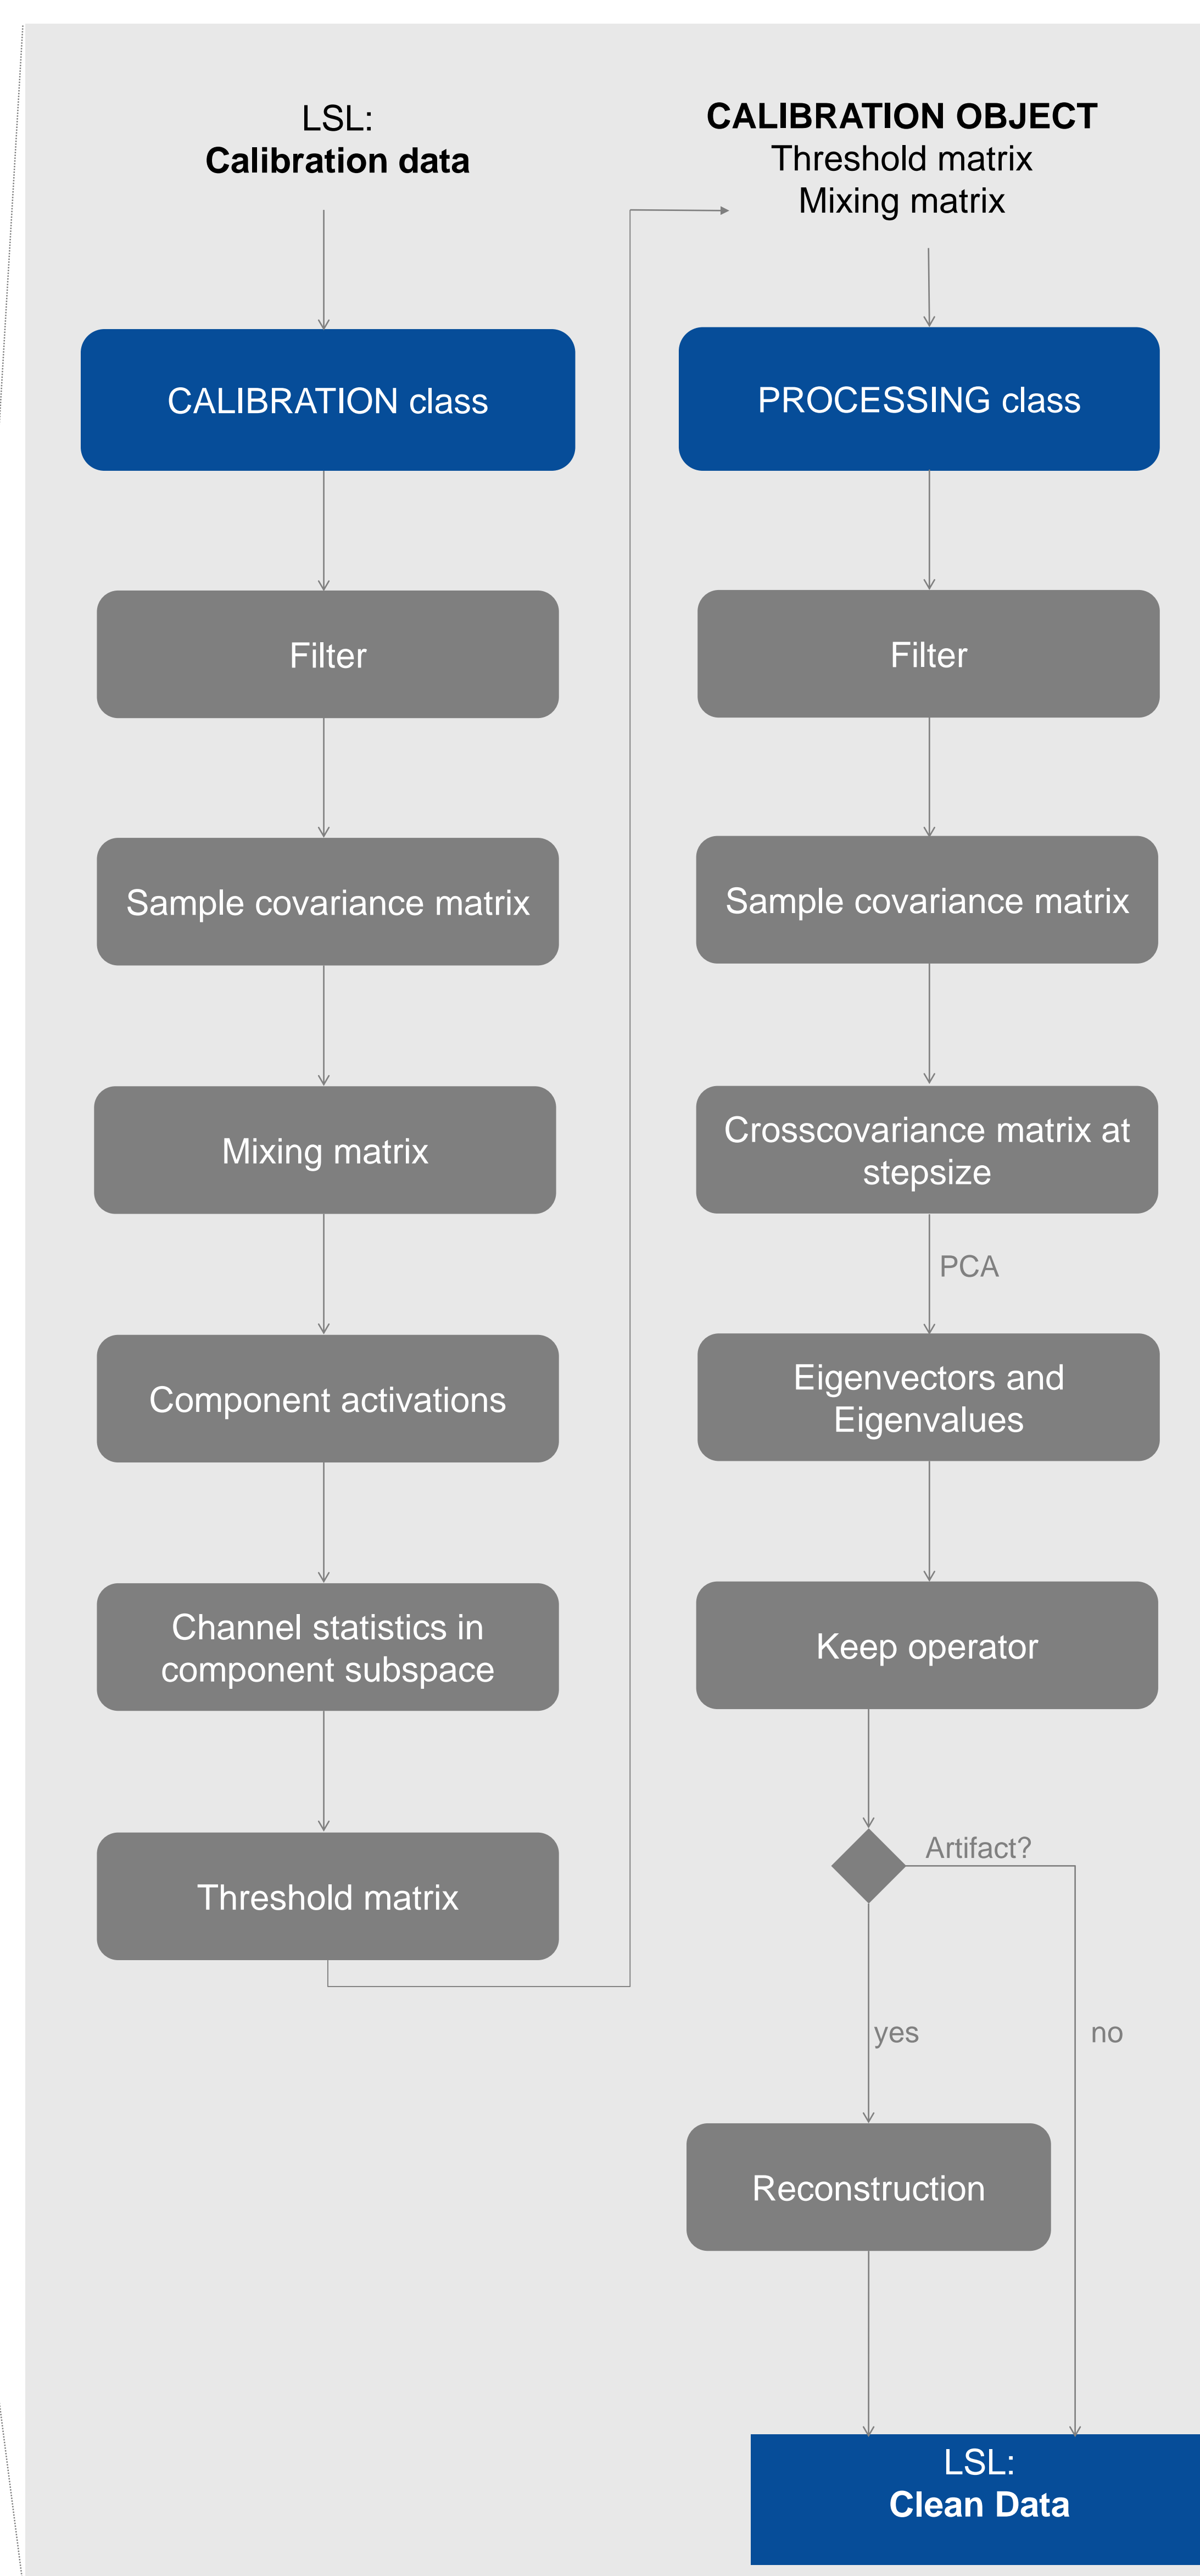 LSL:
Calibration data
CALIBRATION class
Filter
Sample covariance matrix
Mixing matrix
Component activations
Channel statistics in
component subspace
Threshold matrix
CALIBRATION OBJECT
Threshold matrix
Mixing matrix
PROCESSING class
Filter
Sample covariance matrix
Crosscovariance matrix at
stepsize
PCA
Eigenvectors and
Eigenvalues
Keep operator
Artifact?
yes
no
Reconstruction
LSL:
Clean Data